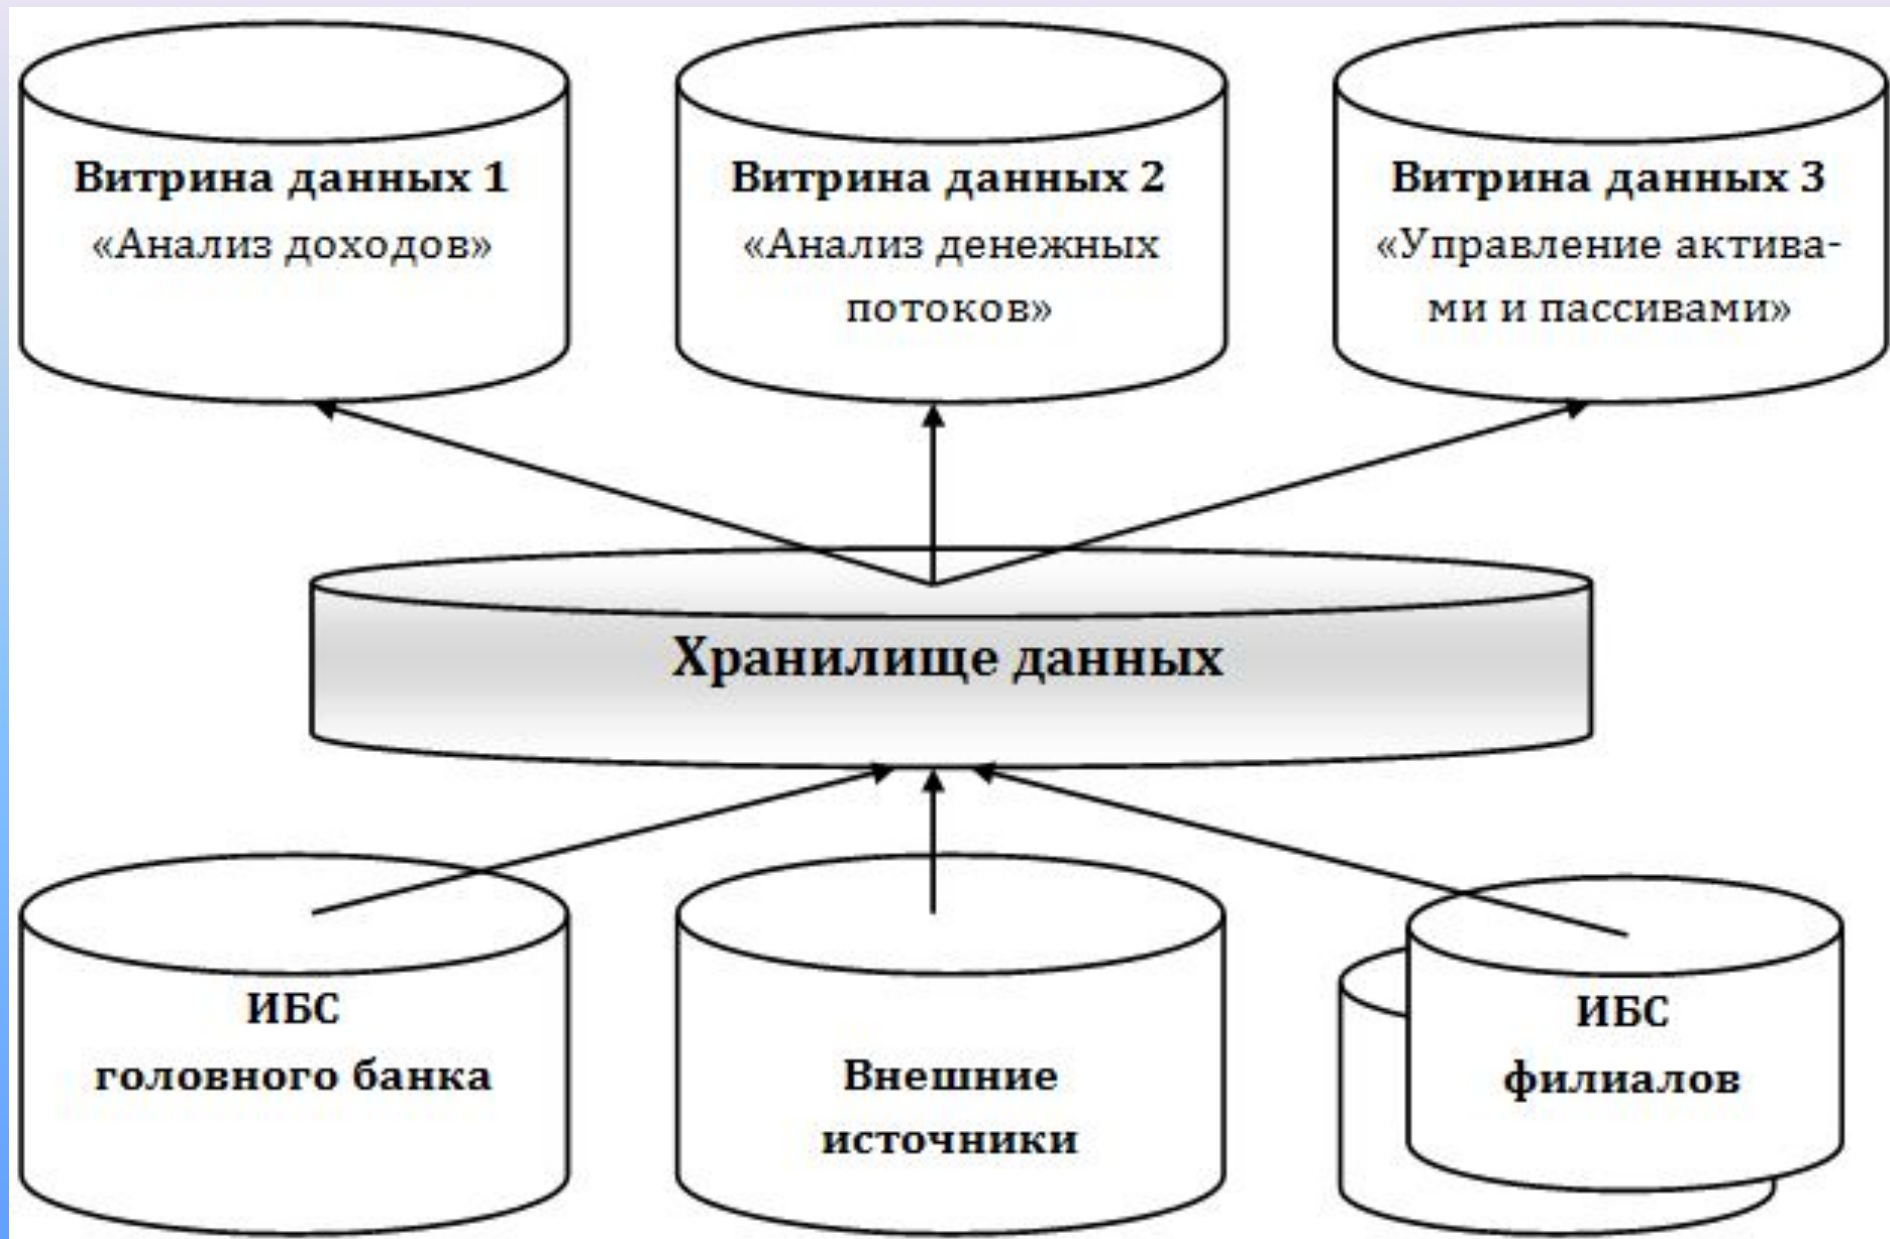 Витрина данных 1
«Анализ доходов»
Витрина данных 2
«Анализ денежных
потоков»
Витрина данных 3
«Управление актива-
ми и пассивами»
Хранилище данных
ИБС
головного банка
Внешние
источники
ИБС
филиалов